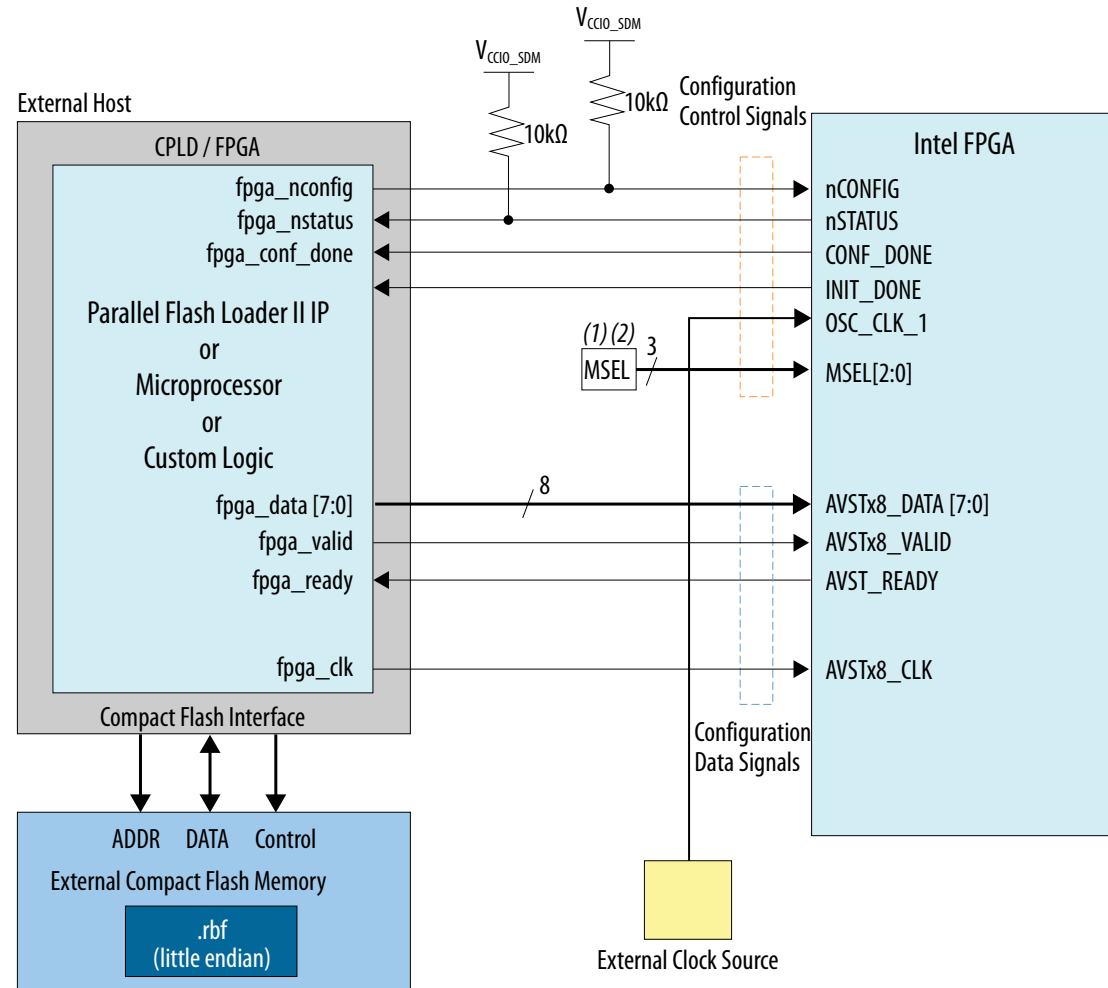 V_CCIO_SDM
V_CCIO_SDM
10kΩ
10kΩ
Configuration
Control Signals
External Host
CPLD / FPGA
Intel FPGA
fpga_nconfig
fpga_nstatus
fpga_conf_done
nCONFIG
nSTATUS
CONF_DONE
INIT_DONE
OSC_CLK_1
MSEL[2:0]
Parallel Flash Loader II IP
or
Microprocessor
or
Custom Logic
(1) (2)
MSEL
3
fpga_data [7:0]
fpga_valid
fpga_ready
fpga_clk
8
AVSTx8_DATA [7:0]
AVSTx8_VALID
AVST_READY
AVSTx8_CLK
Compact Flash Interface
Configuration
Data Signals
ADDR DATA Control
External Compact Flash Memory
.rbf
(little endian)
External Clock Source